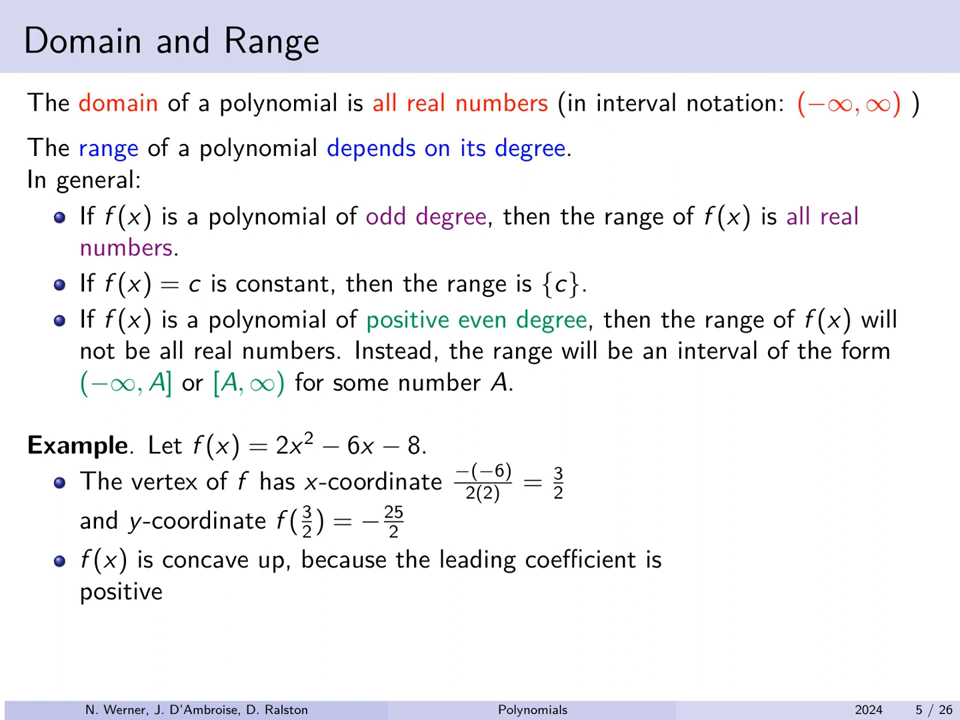 Domain and Range
The domain of a polynomial is all real numbers (in interval notation: (−∞, ∞) )
The range of a polynomial depends on its degree.
In general:
If f(x) is a polynomial of odd degree, then the range of f(x) is all real
numbers.
If f(x) = c is constant, then the range is {c}.
If f(x) is a polynomial of positive even degree, then the range of f(x) will
not be all real numbers. Instead, the range will be an interval of the form
(−∞, A] or [A, ∞) for some number A.
Example. Let f(x) = 2x² − 6x − 8.
The vertex of f has x-coordinate −(−6)/2(2) = 3/2
and y-coordinate f(3/2) = −25/2
f(x) is concave up, because the leading coefficient is
positive
N. Werner, J. D'Ambroise, D. Ralston Polynomials 2024 5 / 26